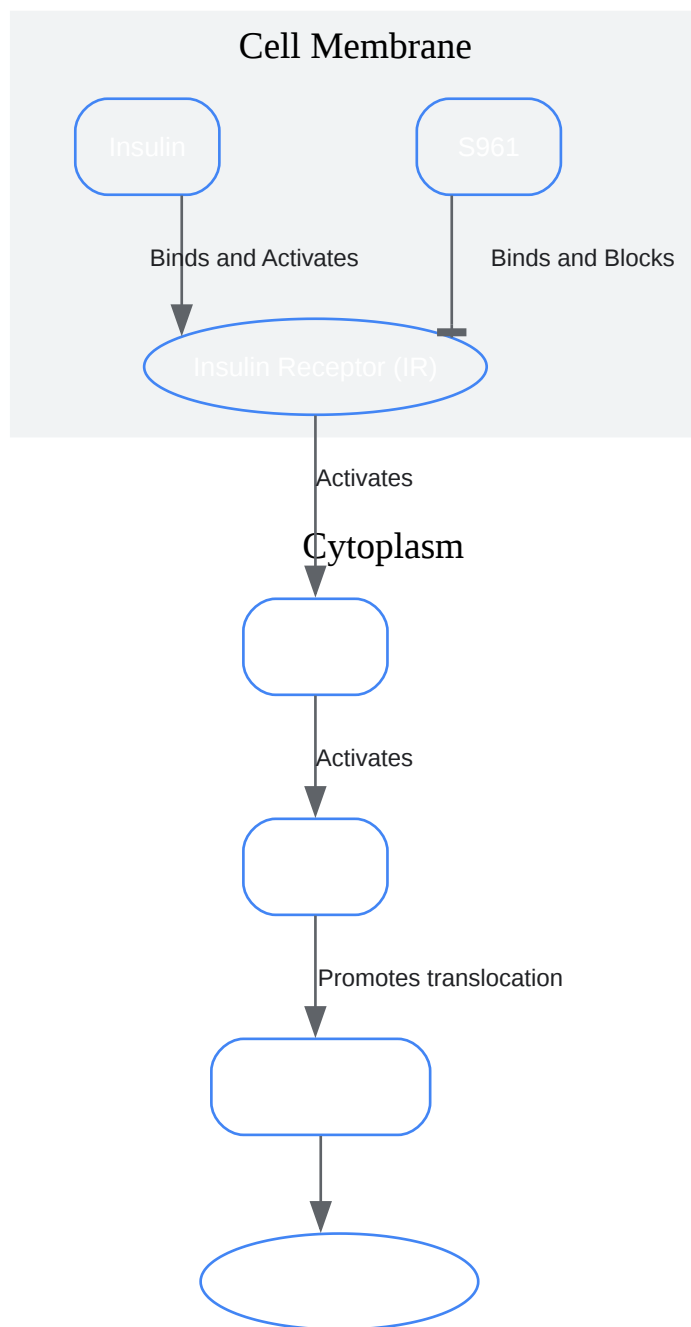 Cell Membrane
Insulin
S961
Binds and Activates
Binds and Blocks
Insulin Receptor (IR)
Activates
Cytoplasm
Activates
Promotes translocation